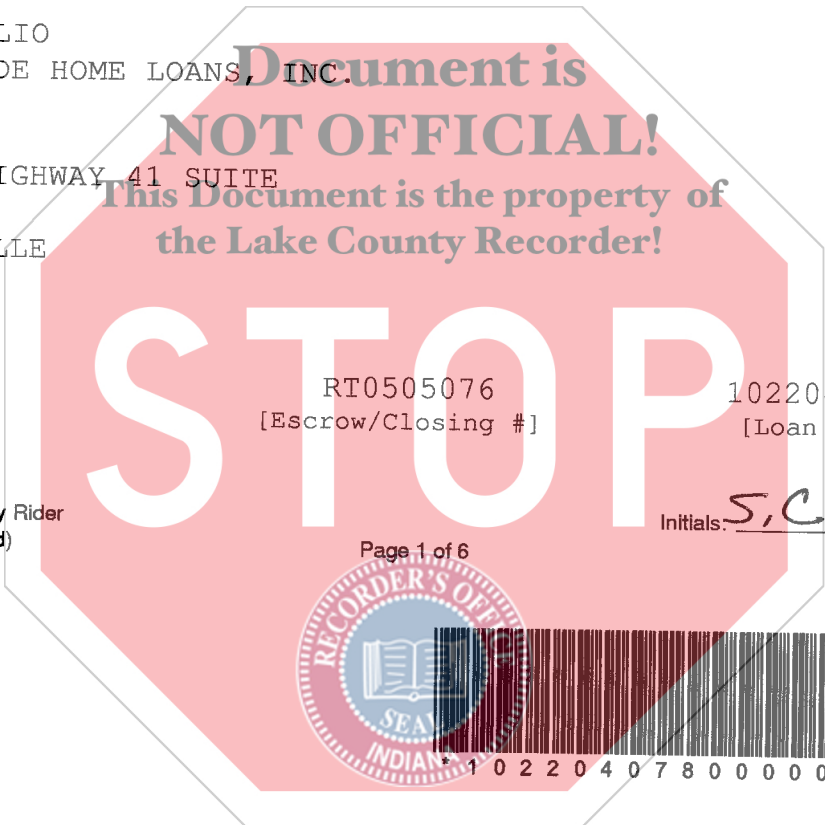 LIO
DE HOME LOANS, INC.
Document is
NOT OFFICIAL!
IGHWAY 41 SUITE
This Document is the property of
LLE
the Lake County Recorder!
STOP
RT0505076
10220
[Escrow/Closing #]
[Loan
y Rider
Initials: S, C
d)
Page 1 of 6
RECORDER'S OFFICE
SEAL
INDIANA
* 1 0 2 2 0 4 0 7 8 0 0 0 0 0